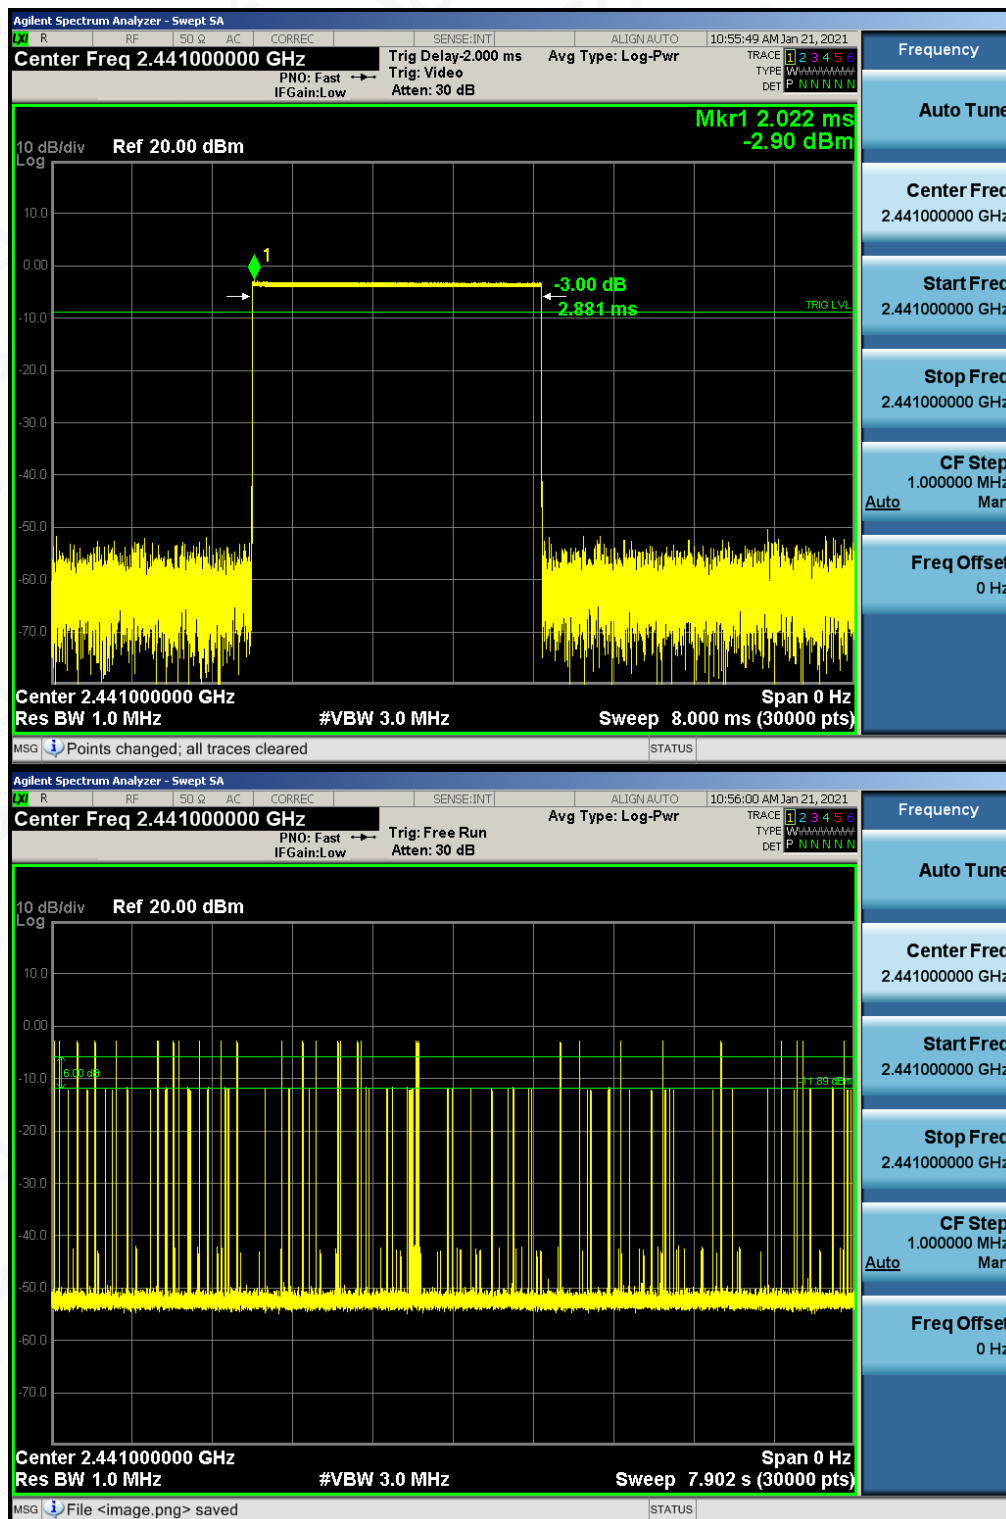 Agilent Spectrum Analyzer - Swept SA
LXI R RF 50 Ω AC CORREC SENSE:INT ALIGN AUTO 10:55:49 AM Jan 21, 2021
Center Freq 2.441000000 GHz Trig Delay-2.000 ms Avg Type: Log-Pwr TRACE 1 2 3 4 5 6
PNO: Fast Trig: Video TYPE W
IFGain:Low Atten: 30 dB DET P N N N N N
Frequency
Mkr1 2.022 ms
-2.90 dBm
10 dB/div Ref 20.00 dBm
Log
10.0
0.00
-10.0
-20.0
-30.0
-40.0
-50.0
-60.0
-70.0
1
-3.00 dB
2.881 ms
TRIG LVL
Center 2.441000000 GHz Span 0 Hz
Res BW 1.0 MHz #VBW 3.0 MHz Sweep 8.000 ms (30000 pts)
MSG Points changed; all traces cleared STATUS
Auto Tune
Center Freq
2.441000000 GHz
Start Freq
2.441000000 GHz
Stop Freq
2.441000000 GHz
CF Step
1.000000 MHz
Auto Man
Freq Offset
0 Hz
Agilent Spectrum Analyzer - Swept SA
LXI R RF 50 Ω AC CORREC SENSE:INT ALIGN AUTO 10:56:00 AM Jan 21, 2021
Center Freq 2.441000000 GHz Avg Type: Log-Pwr TRACE 1 2 3 4 5 6
PNO: Fast Trig: Free Run TYPE W
IFGain:Low Atten: 30 dB DET P N N N N N
Frequency
10 dB/div Ref 20.00 dBm
Log
10.0
0.00
-10.0
-20.0
-30.0
-40.0
-50.0
-60.0
-70.0
6.00 dB
-11.89 dBm
Center 2.441000000 GHz Span 0 Hz
Res BW 1.0 MHz #VBW 3.0 MHz Sweep 7.902 s (30000 pts)
MSG File <image.png> saved STATUS
Auto Tune
Center Freq
2.441000000 GHz
Start Freq
2.441000000 GHz
Stop Freq
2.441000000 GHz
CF Step
1.000000 MHz
Auto Man
Freq Offset
0 Hz